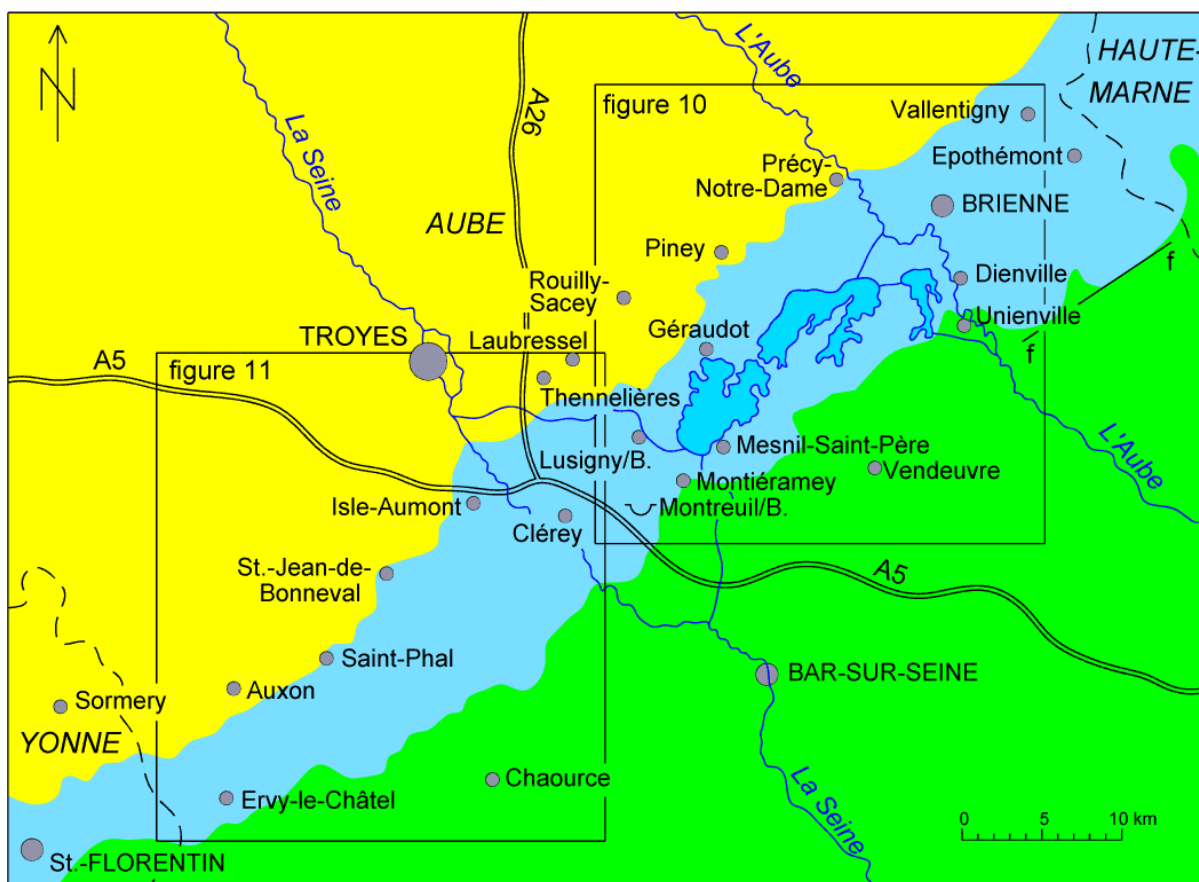 N
L'Aube
HAUTE-
MARNE
figure 10
Vallentigny
A26
La Seine
Epothémont
Précy-
Notre-Dame
BRIENNE
AUBE
Piney
f
Rouilly-
Sacey
Dienville
Unienville
TROYES
Laubressel
Géraudot
f
A5
figure 11
Thennelières
L'Aube
Lusigny/B.
Mesnil-Saint-Père
Vendeuvre
Montiéramey
Isle-Aumont
Montreuil/B.
Clérey
St.-Jean-de-
Bonneval
A5
Saint-Phal
BAR-SUR-SEINE
Auxon
Sormery
YONNE
Chaource
La Seine
Ervy-le-Châtel
0 5 10 km
St.-FLORENTIN